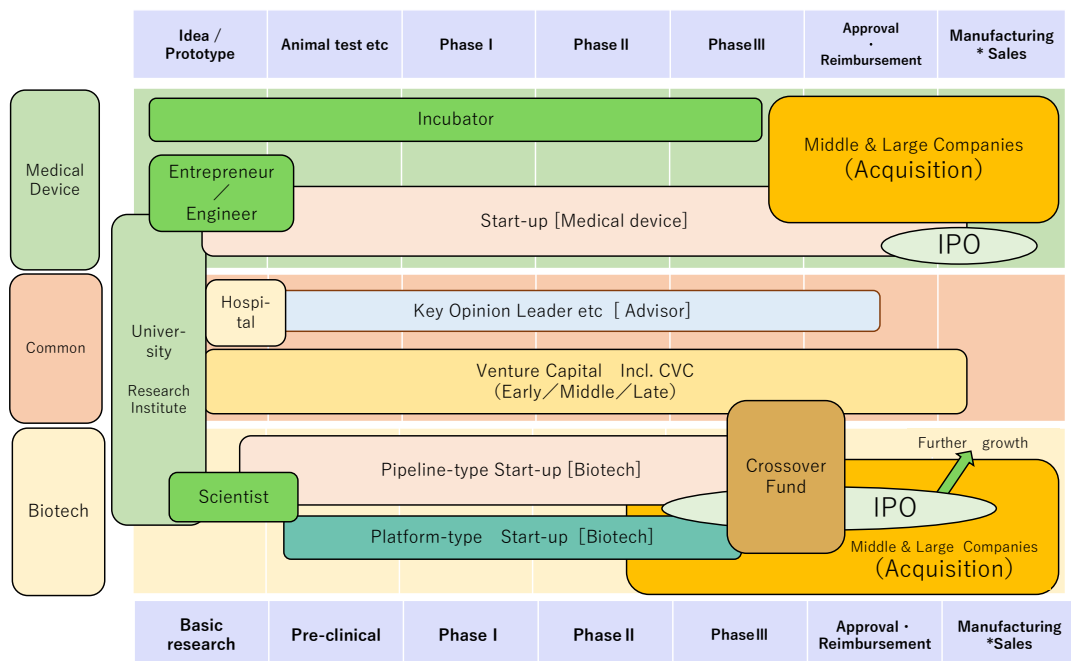 Idea /
Prototype
Animal test etc
Phase Ⅰ
Phase Ⅱ
PhaseⅢ
Approval
・
Reimbursement
Manufacturing
* Sales
Medical
Device
Incubator
Entrepreneur
／
Engineer
Middle & Large Companies
(Acquisition)
Start-up [Medical device]
IPO
Common
Univer-
sity
Research
Institute
Hospi-
tal
Key Opinion Leader etc [ Advisor]
Venture Capital Incl. CVC
(Early／Middle／Late)
Biotech
Scientist
Pipeline-type Start-up [Biotech]
Platform-type Start-up [Biotech]
Crossover
Fund
Further growth
IPO
Middle & Large Companies
(Acquisition)
Basic
research
Pre-clinical
Phase Ⅰ
Phase Ⅱ
PhaseⅢ
Approval・
Reimbursement
Manufacturing
*Sales